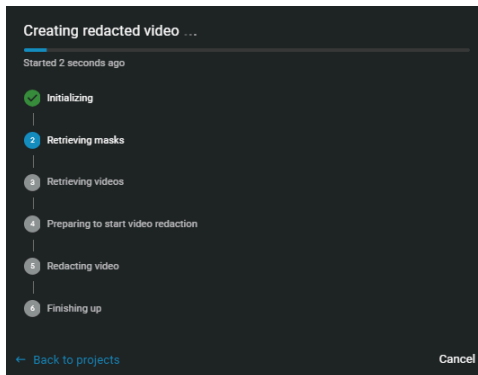 Creating redacted video ...
Started 2 seconds ago
Initializing
2 Retrieving masks
3 Retrieving videos
4 Preparing to start video redaction
5 Redacting video
6 Finishing up
← Back to projects
Cancel